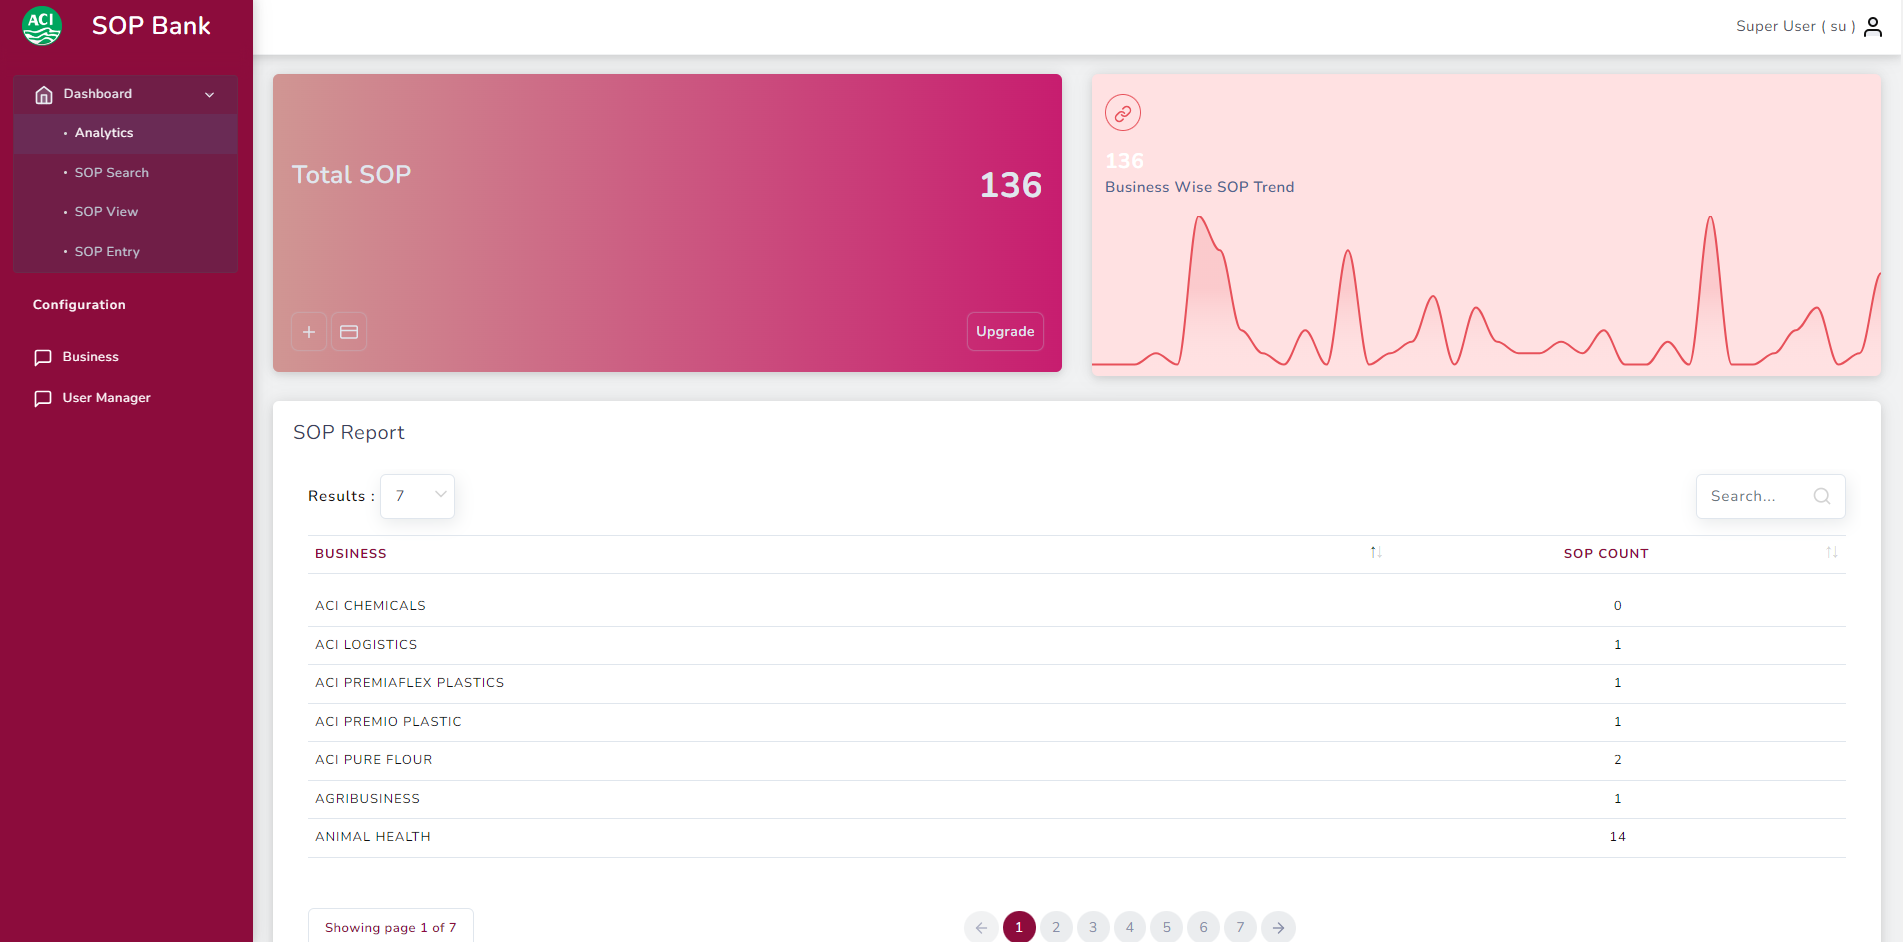 ACI
SOP Bank
Super User ( su )
Dashboard
• Analytics
• SOP Search
• SOP View
• SOP Entry
Configuration
Business
User Manager
Total SOP
136
Upgrade
136
Business Wise SOP Trend
SOP Report
Results : 7
Search...
BUSINESS SOP COUNT
ACI CHEMICALS 0
ACI LOGISTICS 1
ACI PREMIAFLEX PLASTICS 1
ACI PREMIO PLASTIC 1
ACI PURE FLOUR 2
AGRIBUSINESS 1
ANIMAL HEALTH 14
Showing page 1 of 7
1 2 3 4 5 6 7